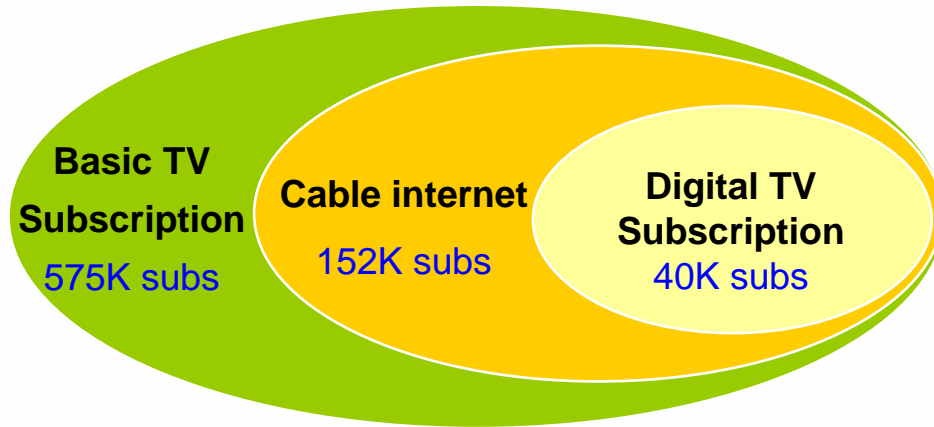 Basic TV
Subscription
575K subs
Cable internet
152K subs
Digital TV
Subscription
40K subs